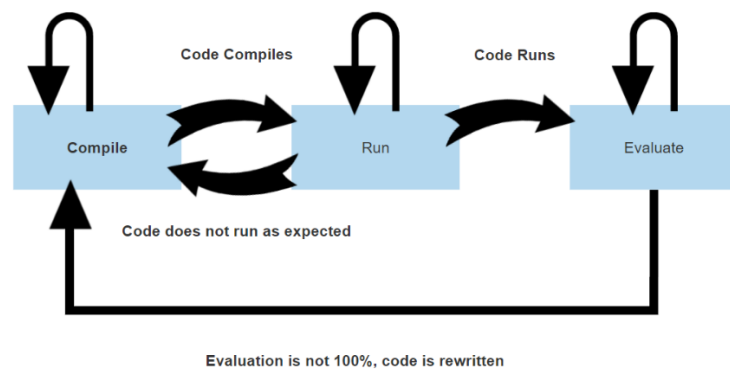 Code Compiles
Code Runs
Compile
Run
Evaluate
Code does not run as expected
Evaluation is not 100%, code is rewritten